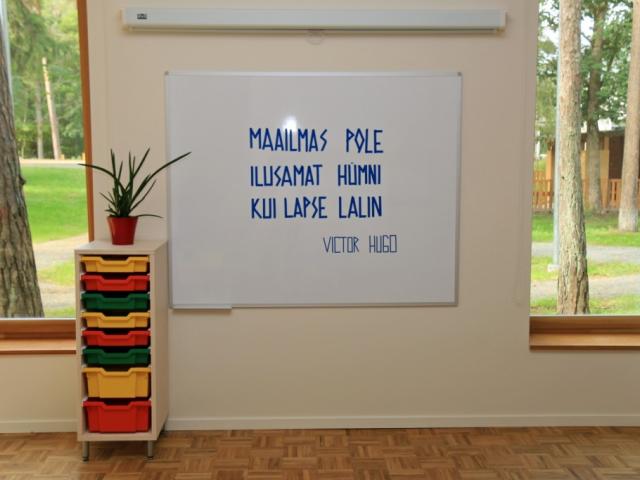 MAAILMAS POLE
ILUSAMAT HÜMNI
KUI LAPSE LALIN
VICTOR HUGO